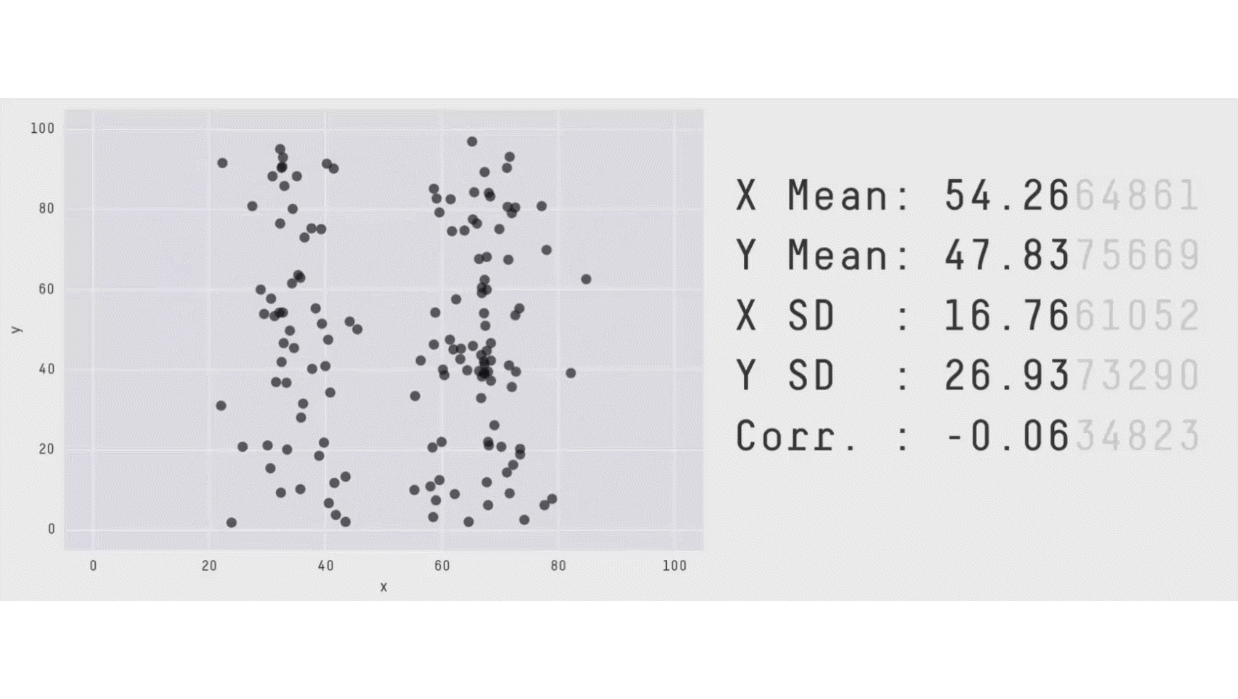 100
80
60
40
20
0
y
0 20 40 60 80 100
x
X Mean: 54.2664861
Y Mean: 47.8375669
X SD : 16.7661052
Y SD : 26.9373290
Corr. : -0.0634823